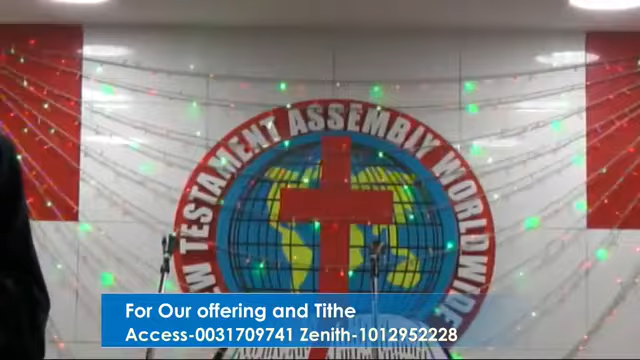 W TESTAMENT ASSEMBLY WORLDWIDE
For Our offering and Tithe
Access-0031709741 Zenith-1012952228